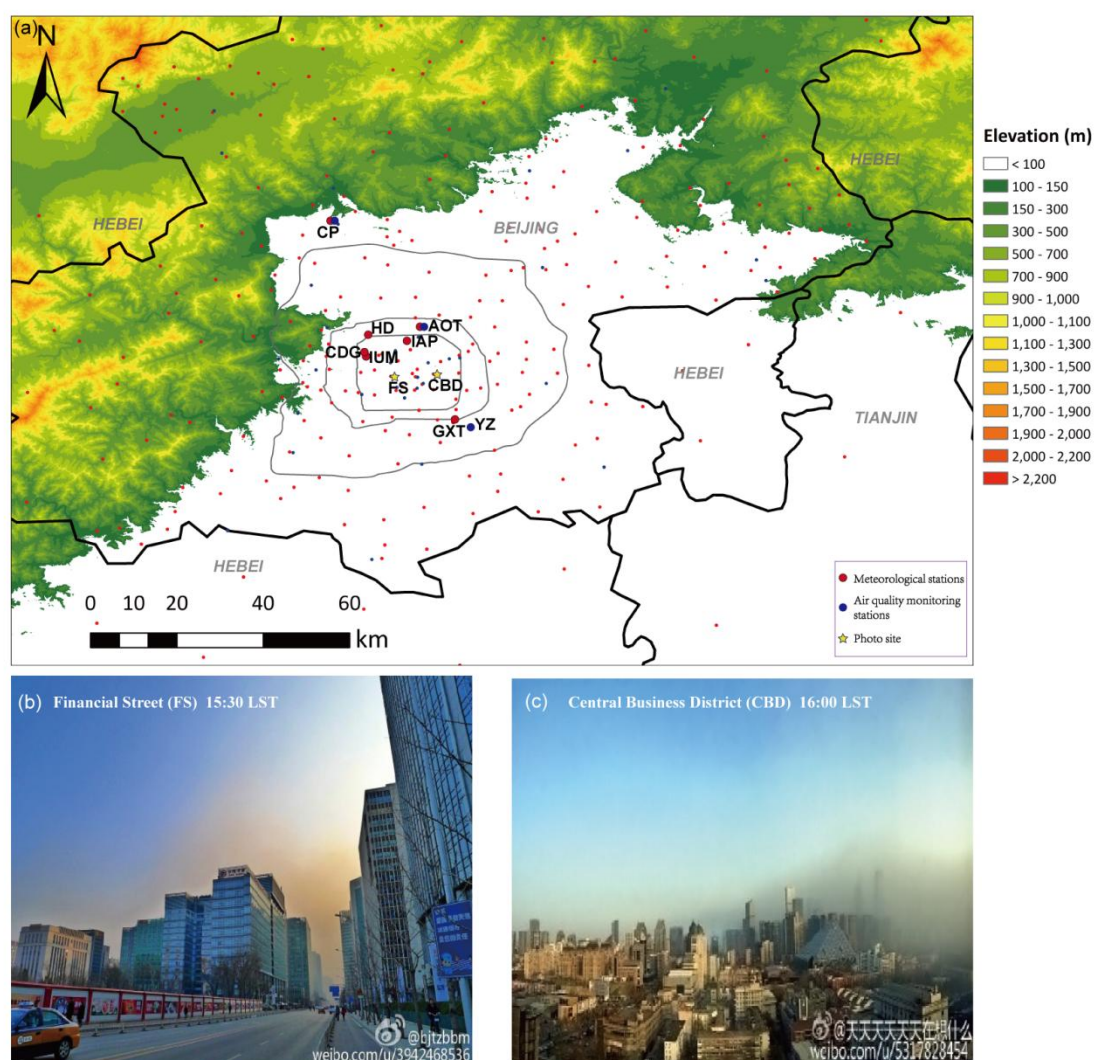 (a)
N
HEBEI
HEBEI
BEIJING
CP
HD
AOT
IAP
CDG
IUM
FS
CBD
GXT
YZ
HEBEI
TIANJIN
HEBEI
0 10 20 40 60
km
Meteorological stations
Air quality monitoring
stations
Photo site
Elevation (m)
< 100
100 - 150
150 - 300
300 - 500
500 - 700
700 - 900
900 - 1,000
1,000 - 1,100
1,100 - 1,300
1,300 - 1,500
1,500 - 1,700
1,700 - 1,900
1,900 - 2,000
2,000 - 2,200
> 2,200
(b) Financial Street (FS) 15:30 LST
@bjtzbbm
weibo.com/u/3942468536
(c) Central Business District (CBD) 16:00 LST
@天天天天天天在想什么
weibo.com/u/5317828454